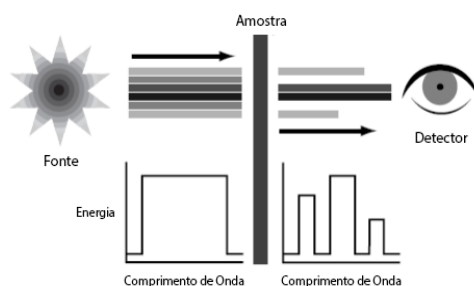 Amostra
Fonte
Detector
Energia
Comprimento de Onda
Comprimento de Onda